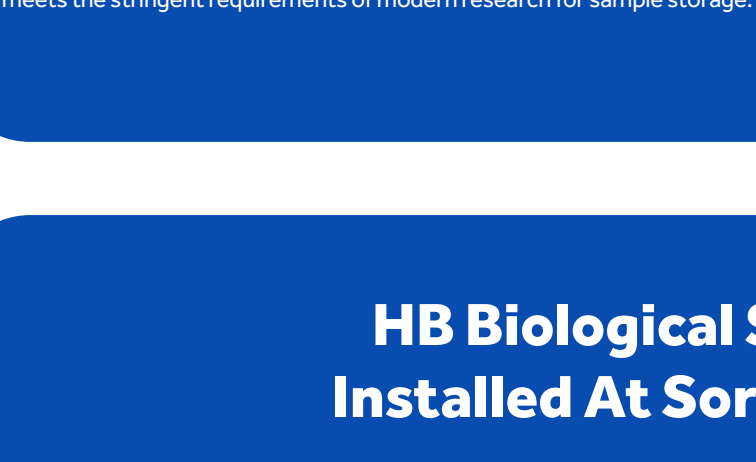 meets the stringent requirements of modern research for sample storage.
HB Biological
Installed At